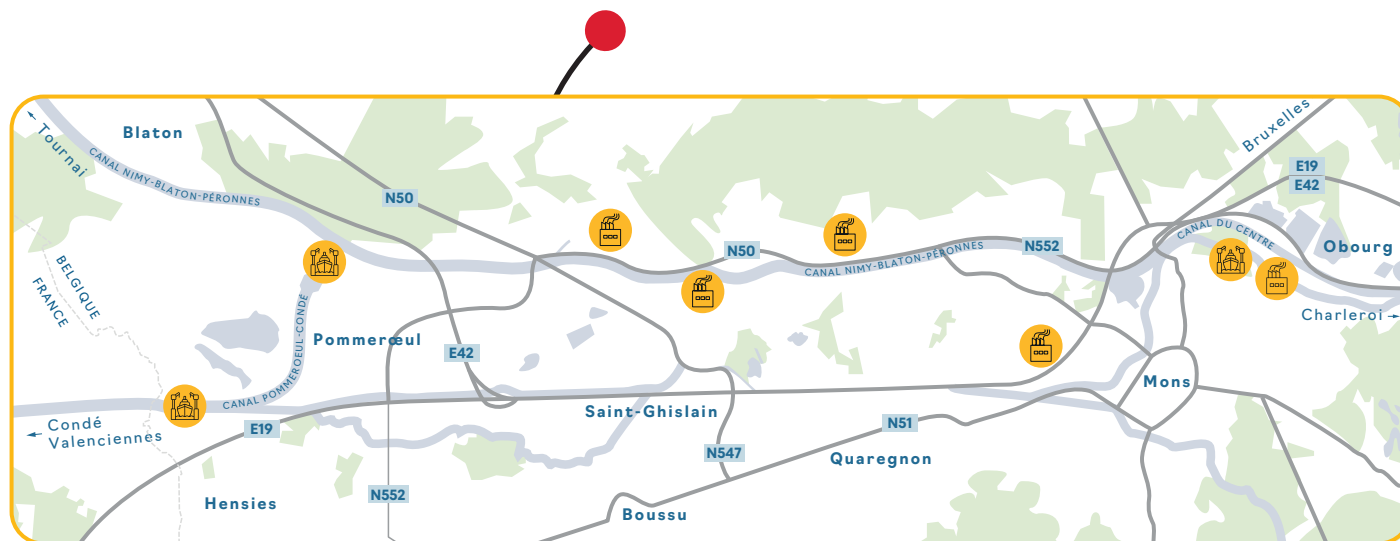 Blaton
Tournai
CANAL NIMY-BLATON-PÉRONNES
N50
Bruxelles
E19
E42
CANAL DU CENTRE
Obourg
N50
N552
CANAL NIMY-BLATON-PÉRONNES
BELGIQUE
FRANCE
Charleroi
CANAL POMMEROEUL-CONDÉ
Pommerœul
E42
Mons
Saint-Ghislain
Condé
Valenciennes
E19
N51
N547
Quaregnon
N552
Hensies
Boussu